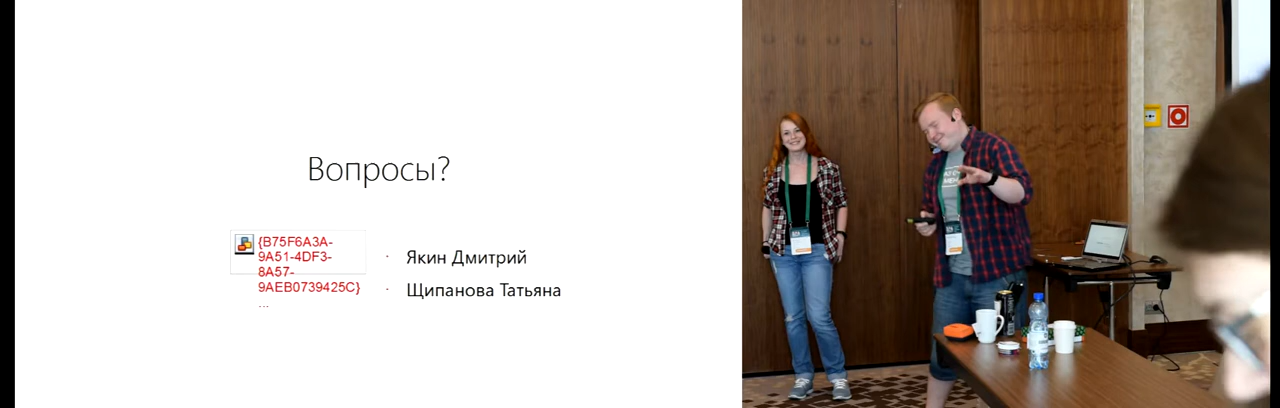 Вопросы?
{B75F6A3A-
9A51-4DF3-
8A57-
9AEB0739425C}
...
· Якин Дмитрий
· Щипанова Татьяна